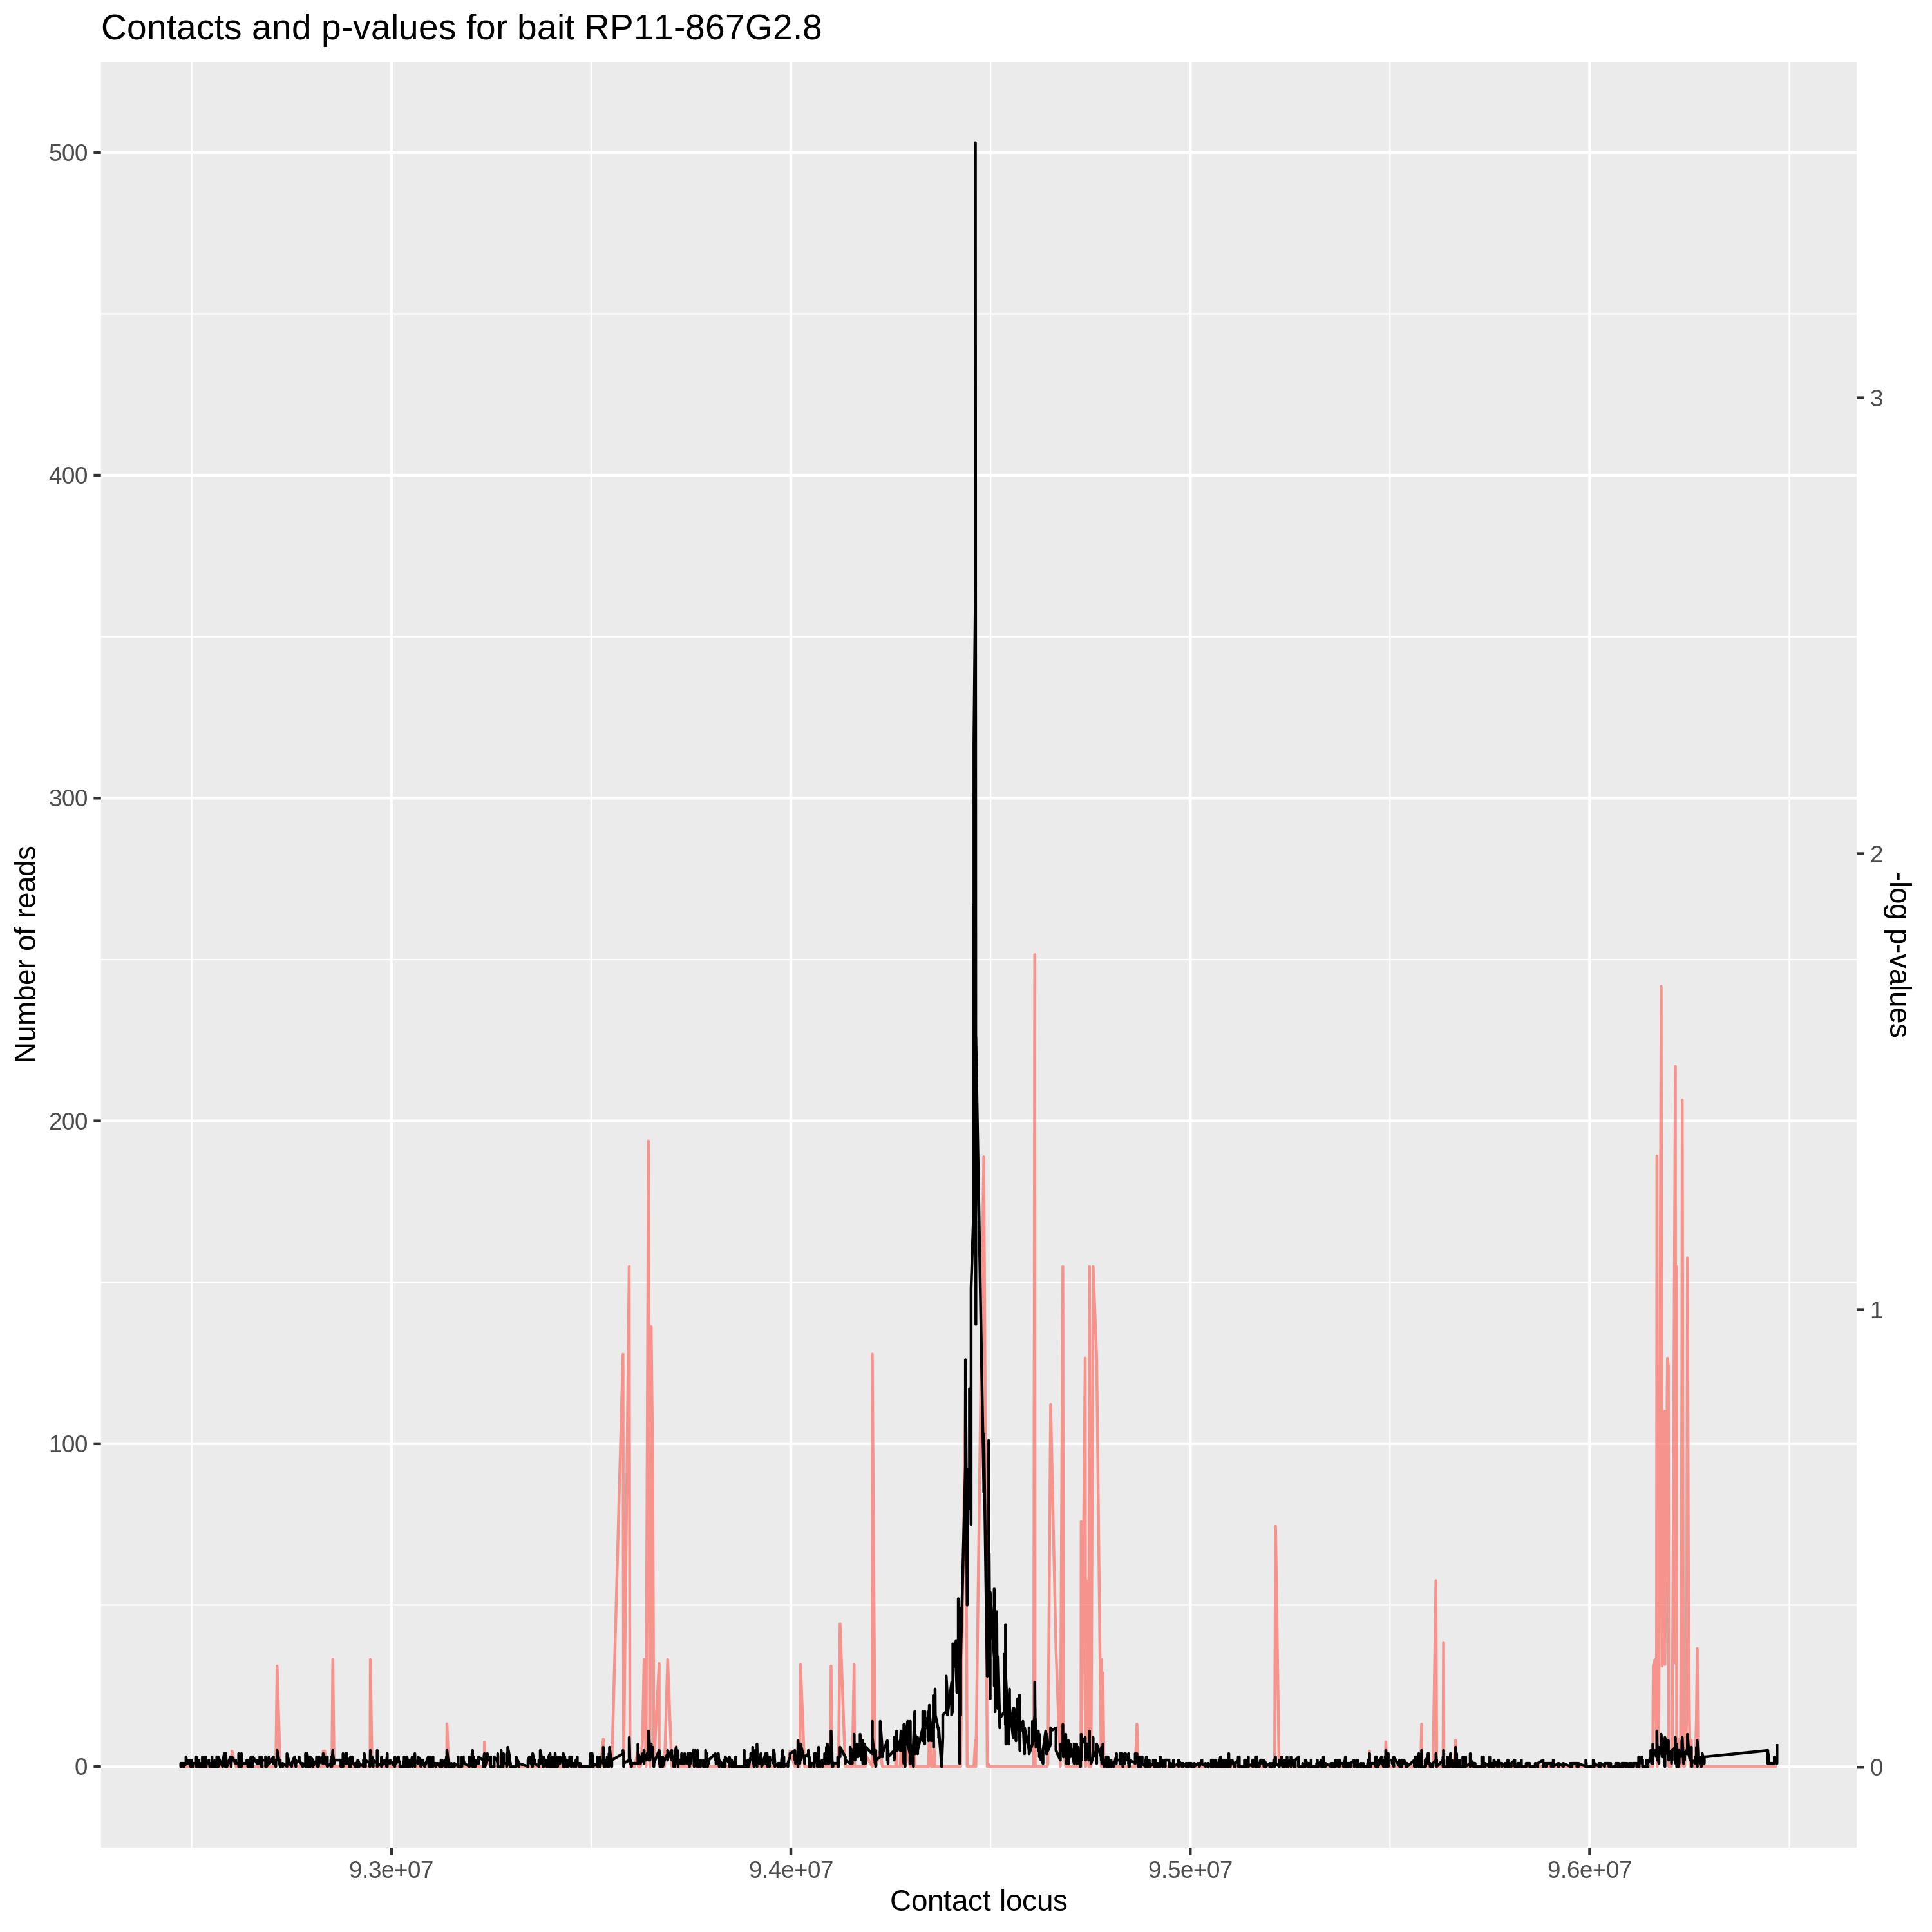 Contacts and p-values for bait RP11-867G2.8
500
400
300
200
100
0
Number of reads
3
2
1
0
-log p-values
9.3e+07
9.4e+07
9.5e+07
9.6e+07
Contact locus